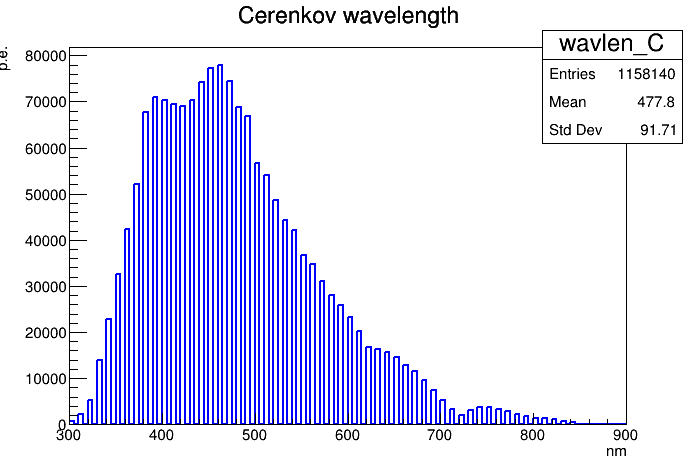 Cerenkov wavelength
p.e.
wavlen_C
Entries 1158140
Mean 477.8
Std Dev 91.71
80000
70000
60000
50000
40000
30000
20000
10000
0
300 400 500 600 700 800 900
nm